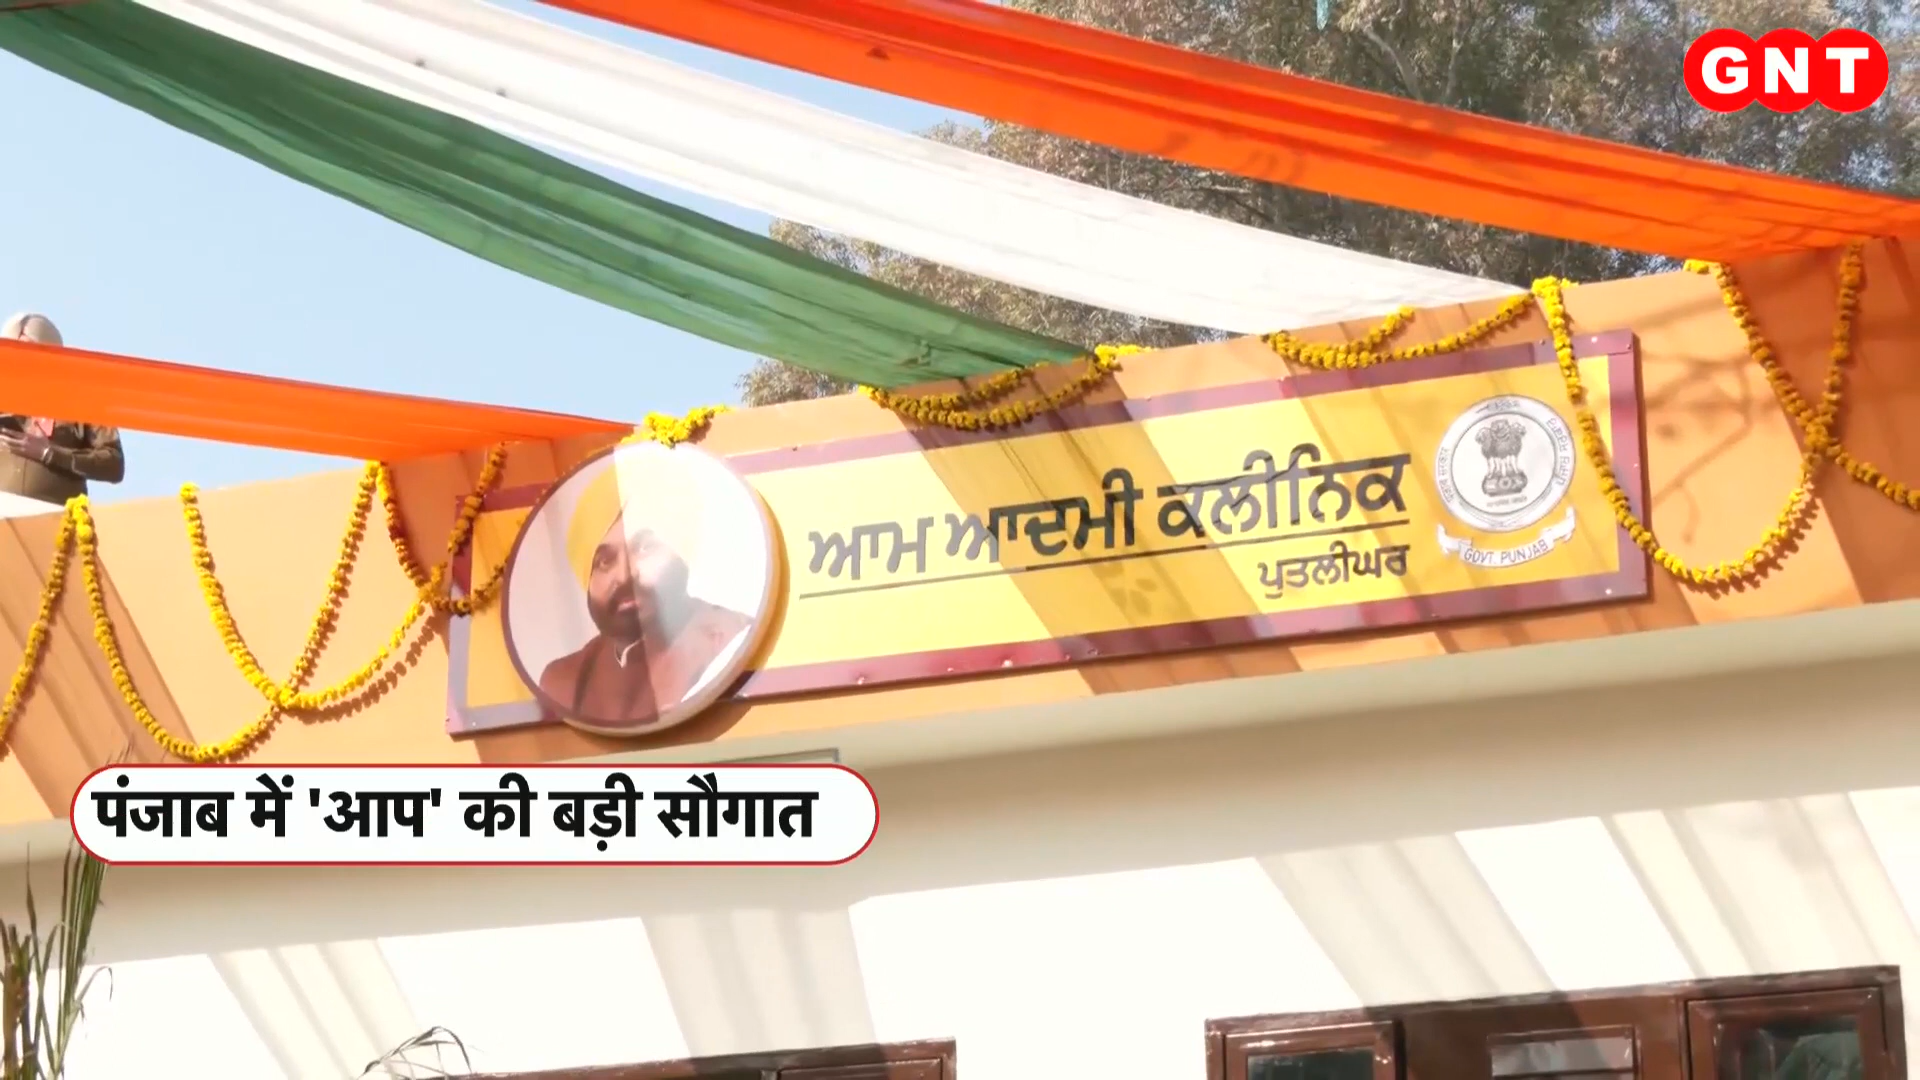 GNT
ਆਮ ਆਦਮੀ ਕਲੀਨਿਕ
ਪੁਤਲੀਘਰ
GOVT. PUNJAB
पंजाब में 'आप' की बड़ी सौगात